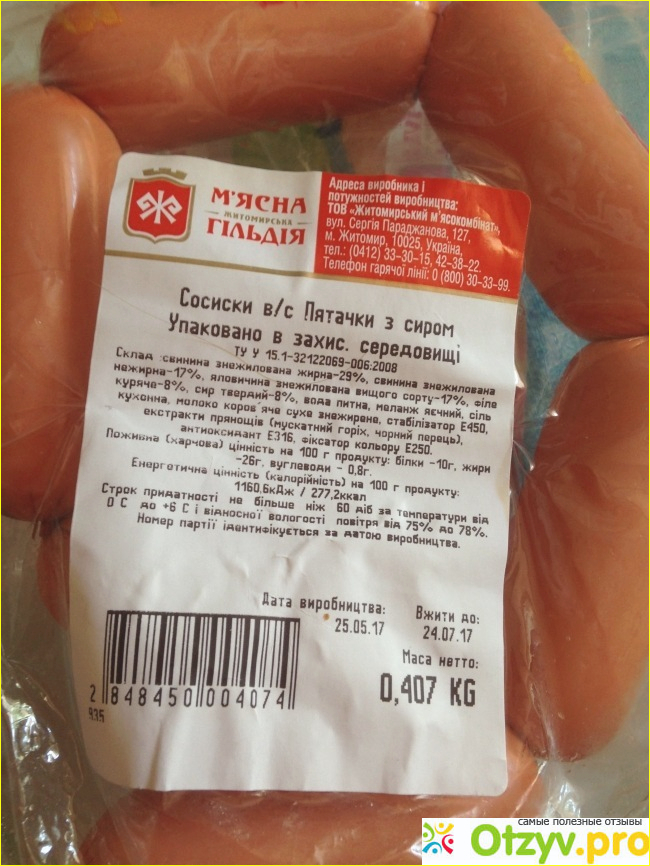 М'ЯСНА
ЖИТОМИРСЬКА
ГІЛЬДІЯ
Адреса виробника і
потужностей виробництва:
ТОВ «Житомирський м'ясокомбінат»,
вул. Сергія Параджанова, 127,
м. Житомир, 10025, Україна.
тел.: (0412) 33-30-15, 42-38-22.
Телефон гарячої лінії: 0 (800) 30-33-99.
Сосиски в/с Пятачки з сиром
Упаковано в захис. середовищі
ТУ У 15.1-32122069-006:2008
Склад :свинина знежилована жирна-29%, свинина знежилована
нежирна-17%, яловичина знежилована вищого сорту-17%, філе
куряче-8%, сир твердий-8%, вода питна, меланж яєчний, сіль
кухонна, молоко коров'яче сухе знежирене, стабілізатор Е450,
екстракти прянощів (мускатний горіх, чорний перець),
антиоксидант Е316, фіксатор кольору Е250.
Поживна (харчова) цінність на 100 г продукту: білки -10г, жири
-26г, вуглеводи - 0,8г.
Енергетична цінність (калорійність) на 100 г продукту:
1160,6кДж / 277,2ккал
Строк придатності не більше ніж 60 діб за температури від
0 С до +6 С і відносної вологості повітря від 75% до 78%.
Номер партії ідентифікується за датою виробництва.
Дата виробництва: Вжити до:
25.05.17 24.07.17
Маса нетто:
0,407 KG
2 848450 004074
935
самые полезные отзывы
Otzyv.pro